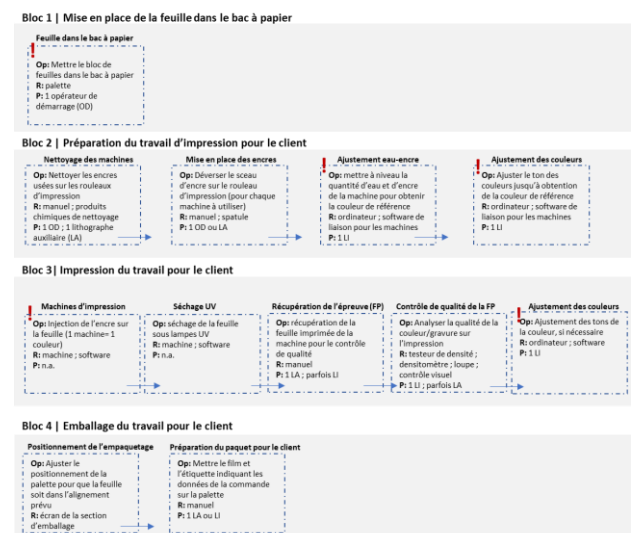 Bloc 1 | Mise en place de la feuille dans le bac à papier
Feuille dans le bac à papier
!
Op: Mettre le bloc de
feuilles dans le bac à papier
R: palette
P: 1 opérateur de
démarrage (OD)
Bloc 2 | Préparation du travail d'impression pour le client
Nettoyage des machines
Op: Nettoyer les encres
usées sur les rouleaux
d'impression
R: manuel ; produits
chimiques de nettoyage
P: 1 OD ; 1 lithographe
auxiliaire (LA)
Mise en place des encres
Op: Déverser le sceau
d'encre sur le rouleau
d'impression (pour chaque
machine à utiliser)
R: manuel ; spatule
P: 1 OD ou LA
Ajustement eau-encre
!
Op: mettre à niveau la
quantité d'eau et d'encre
de la machine pour obtenir
la couleur de référence
R: ordinateur ; software de
liaison pour les machines
P: 1 LI
Ajustement des couleurs
!
Op: Ajuster le ton des
couleurs jusqu'à obtention
de la couleur de référence
R: ordinateur ; software de
liaison pour les machines
P: 1 LI
Bloc 3| Impression du travail pour le client
Machines d'impression
!
Op: Injection de l'encre sur
la feuille (1 machine= 1
couleur)
R: machine ; software
P: n.a.
Séchage UV
Op: séchage de la feuille
sous lampes UV
R: machine ; software
P: n.a.
Récupération de l'épreuve (FP)
Op: récupération de la
feuille imprimée de la
machine pour le contrôle
de qualité
R: manuel
P: 1 LA ; parfois LI
Contrôle de qualité de la FP
Op: Analyser la qualité de la
couleur/gravure sur
l'impression
R: testeur de densité ;
densitomètre ; loupe ;
contrôle visuel
P: 1 LI ; parfois LA
Ajustement des couleurs
!
Op: Ajustement des tons de
la couleur, si nécessaire
R: ordinateur ; software
P: 1 LI
Bloc 4 | Emballage du travail pour le client
Positionnement de l'empaquetage
Op: Ajuster le
positionnement de la
palette pour que la feuille
soit dans l'alignement
prévu
R: écran de la section
d'emballage
Préparation du paquet pour le client
Op: Mettre le film et
l'étiquette indiquant les
données de la commande
sur la palette
R: manuel
P: 1 LA ou LI